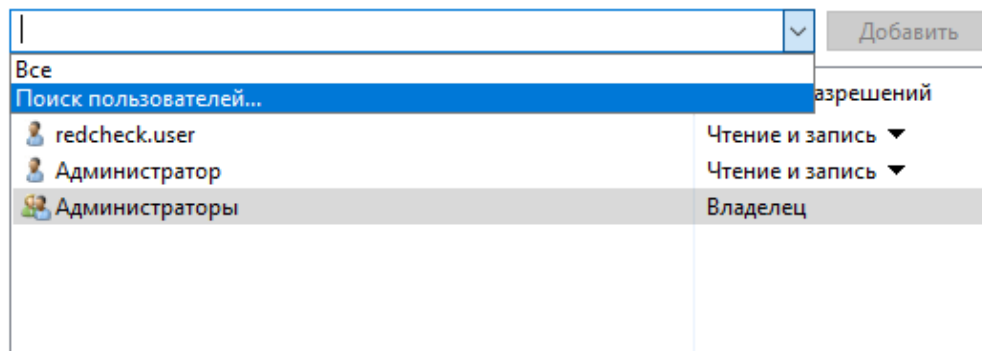 Добавить
Все
Поиск пользователей...
азрешений
redcheck.user Чтение и запись
Администратор Чтение и запись
Администраторы Владелец